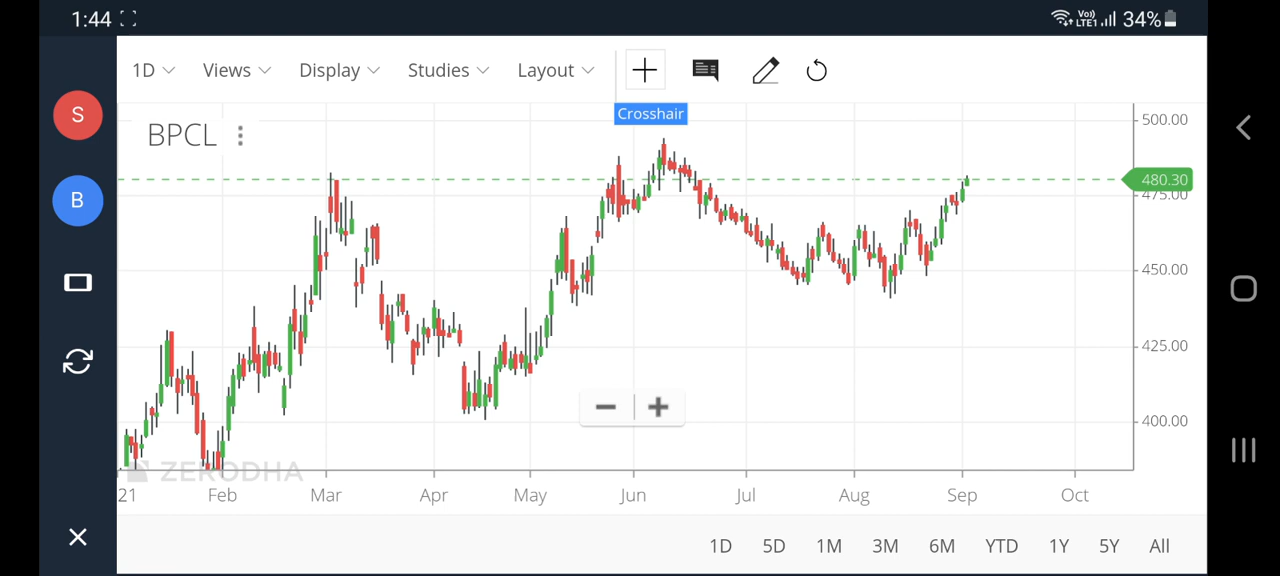 1:44
Vo)) LTE1 34%
1D Views Display Studies Layout
Crosshair
S
BPCL
B
500.00
480.30
475.00
450.00
425.00
400.00
ZERODHA
21 Feb Mar Apr May Jun Jul Aug Sep Oct
1D 5D 1M 3M 6M YTD 1Y 5Y All